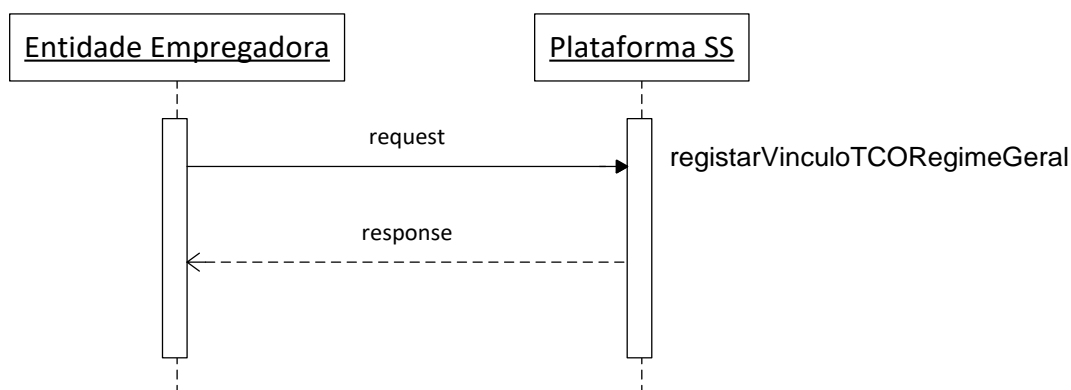 Entidade Empregadora
Plataforma SS
request
registarVinculoTCORegimeGeral
response